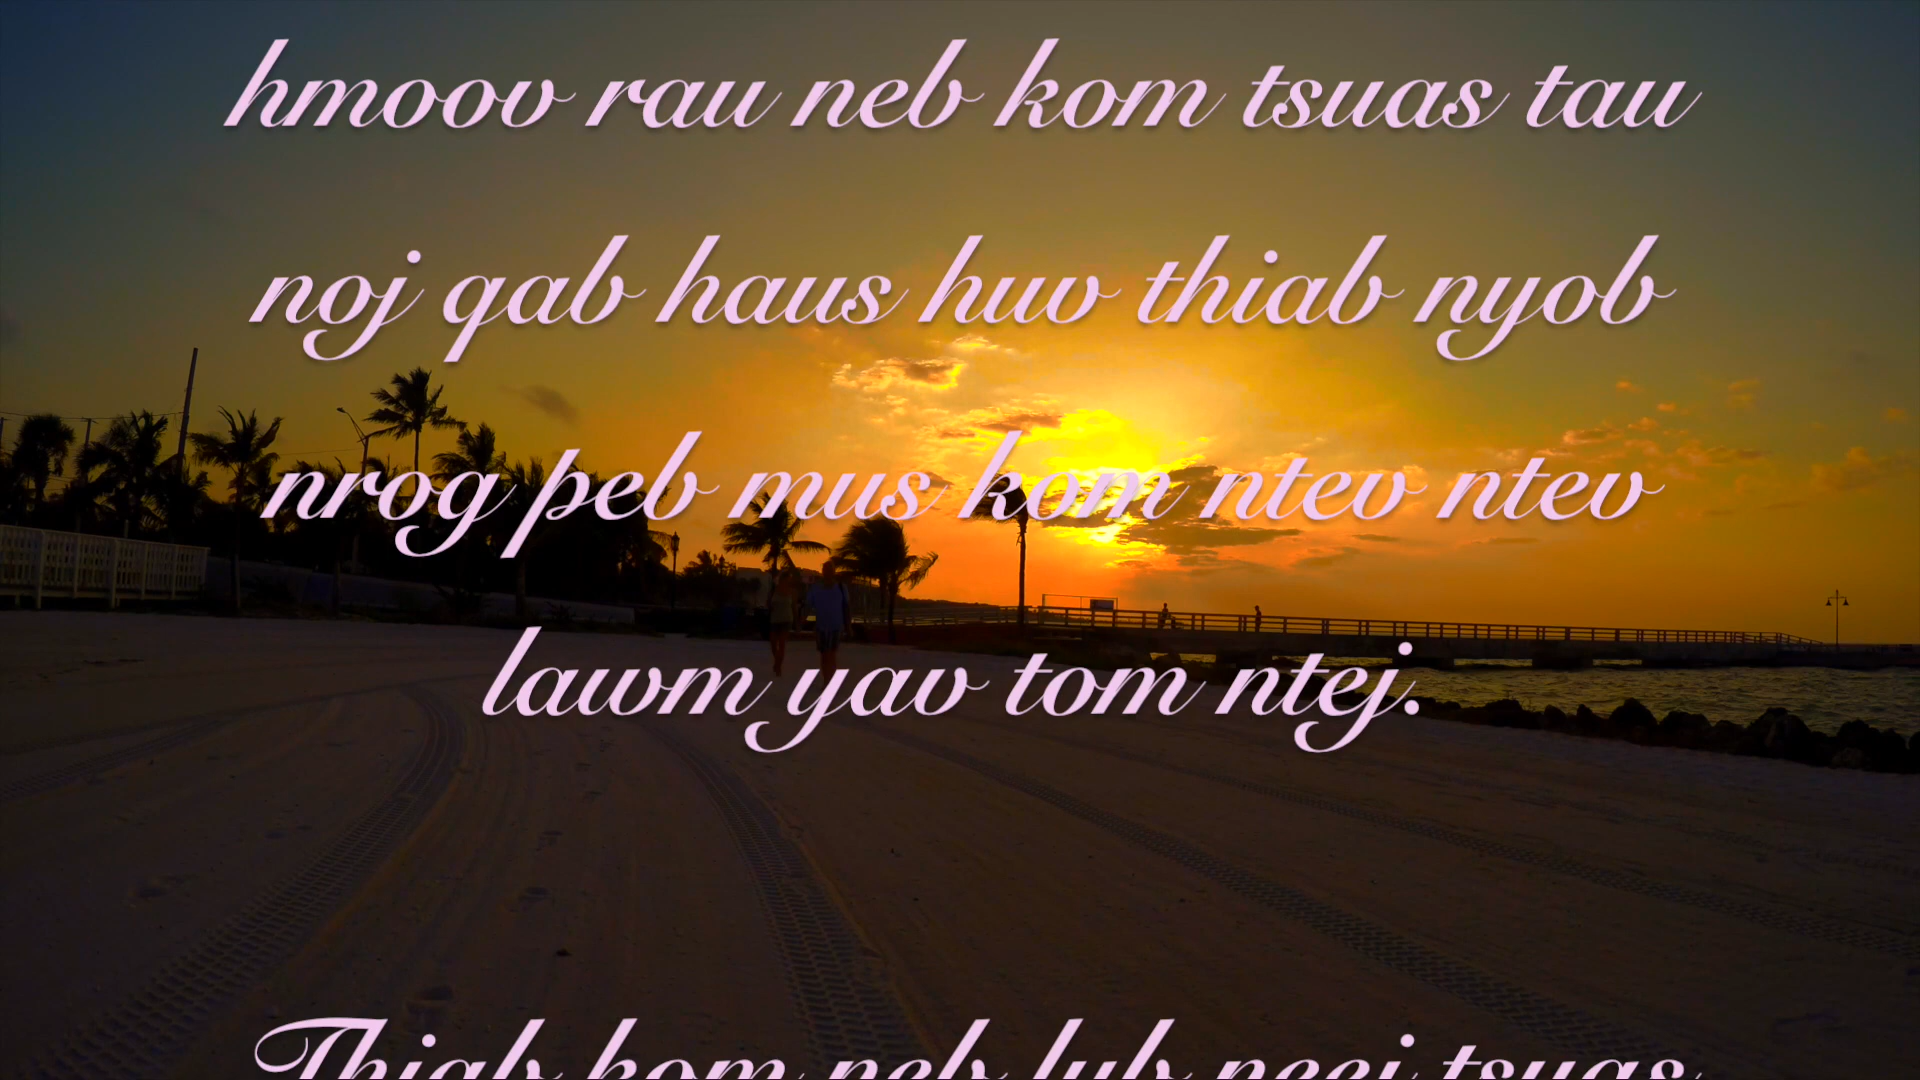 hmoov rau neb kom tsuas tau
noj qab haus huv thiab nyob
nrog peb mus kom ntev ntev
lawm yav tom ntej.
Thiab kom neb lub neej tsuas